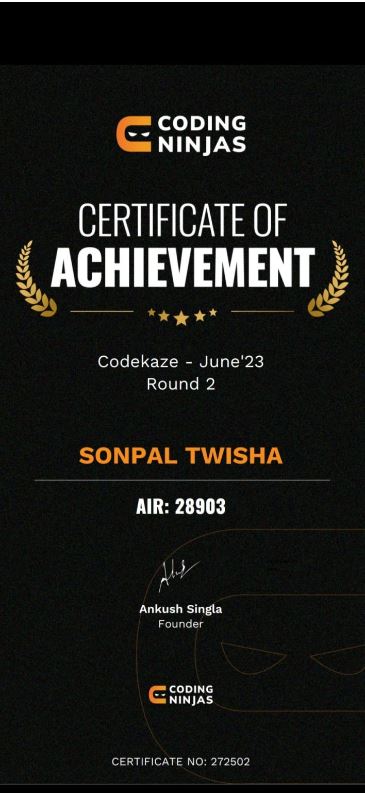 CODING
NINJAS
CERTIFICATE OF
ACHIEVEMENT
Codekaze - June'23
Round 2
SONPAL TWISHA
AIR: 28903
Ankush Singla
Founder
CODING
NINJAS
CERTIFICATE NO: 272502